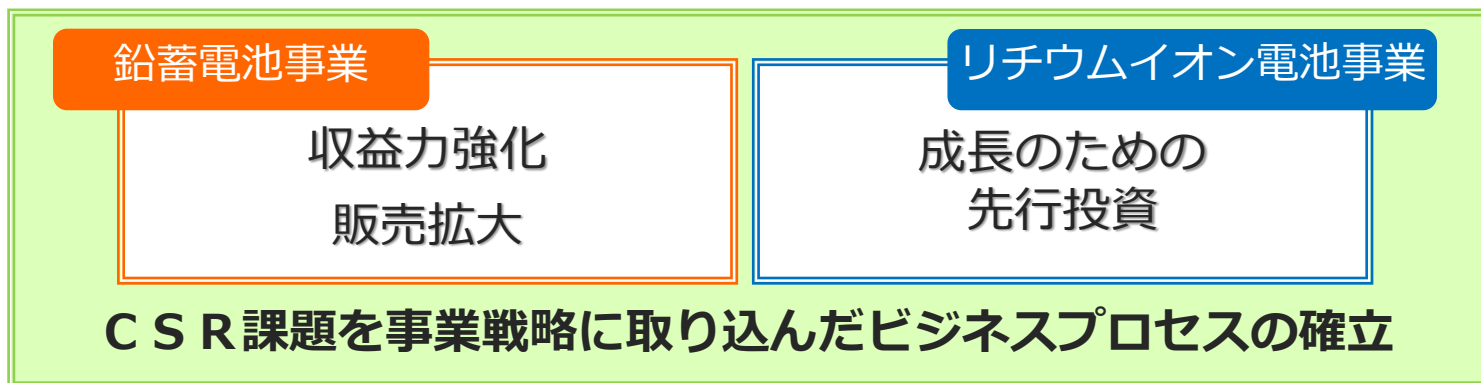 鉛蓄電池事業
収益力強化
販売拡大
リチウムイオン電池事業
成長のための
先行投資
ＣＳＲ課題を事業戦略に取り込んだビジネスプロセスの確立